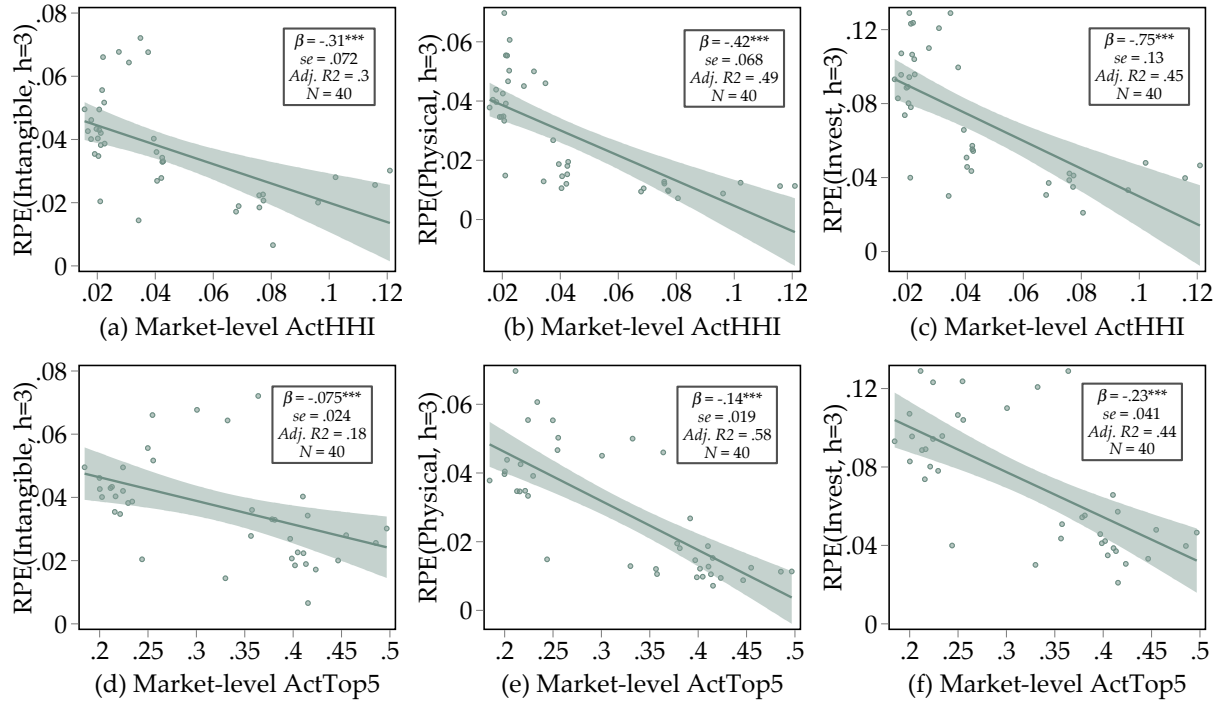 RPE(Intangible, h=3)
.08
.06
.04
.02
0
β = -.31***
se = .072
Adj. R2 = .3
N = 40
.02 .04 .06 .08 .1 .12
(a) Market-level ActHHI
RPE(Physical, h=3)
.06
.04
.02
0
β = -.42***
se = .068
Adj. R2 = .49
N = 40
.02 .04 .06 .08 .1 .12
(b) Market-level ActHHI
RPE(Invest, h=3)
.12
.08
.04
0
β = -.75***
se = .13
Adj. R2 = .45
N = 40
.02 .04 .06 .08 .1 .12
(c) Market-level ActHHI
RPE(Intangible, h=3)
.08
.06
.04
.02
0
β = -.075***
se = .024
Adj. R2 = .18
N = 40
.2 .25 .3 .35 .4 .45 .5
(d) Market-level ActTop5
RPE(Physical, h=3)
.06
.04
.02
0
β = -.14***
se = .019
Adj. R2 = .58
N = 40
.2 .25 .3 .35 .4 .45 .5
(e) Market-level ActTop5
RPE(Invest, h=3)
.12
.08
.04
0
β = -.23***
se = .041
Adj. R2 = .44
N = 40
.2 .25 .3 .35 .4 .45 .5
(f) Market-level ActTop5